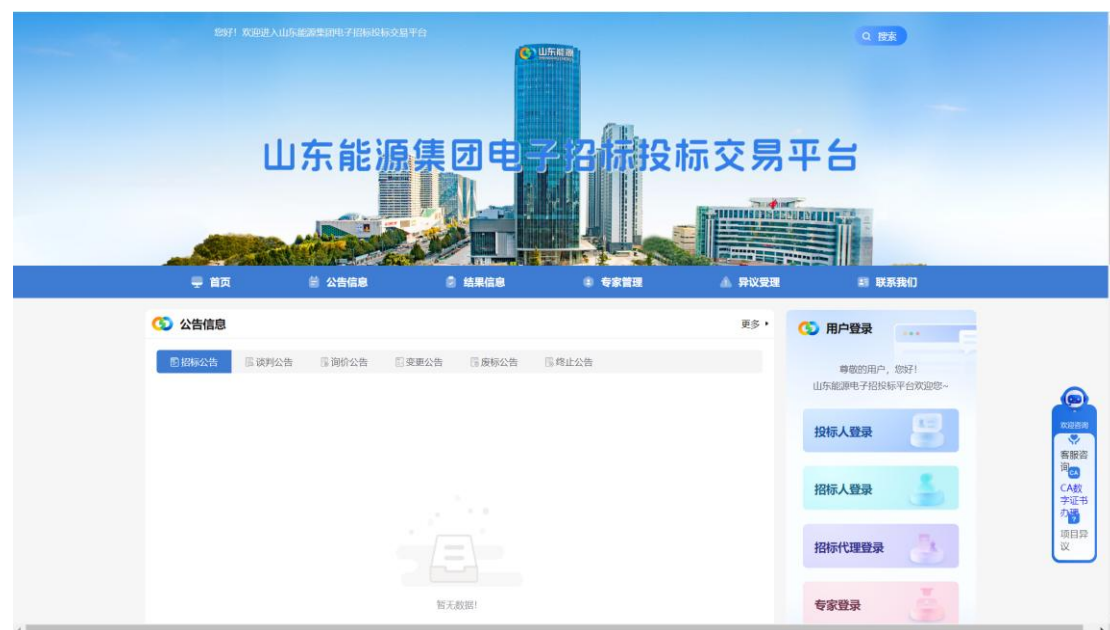 您好！欢迎进入山东能源集团电子招标投标交易平台
搜索
山东能源
山东能源集团电子招标投标交易平台
首页 公告信息 结果信息 专家管理 异议受理 联系我们
公告信息 更多
招标公告 谈判公告 询价公告 变更公告 废标公告 终止公告
暂无数据!
用户登录
尊敬的用户，您好!
山东能源电子招投标平台欢迎您~
投标人登录
招标人登录
招标代理登录
专家登录
欢迎咨询
客服咨
询
CA
CA数
字证书
办理
?
项目异
议